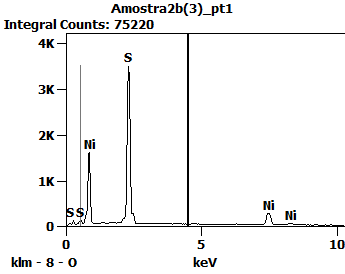 Amostra2b(3)_pt1
Integral Counts: 75220
4K
S
3K
2K
Ni
1K
S S
Ni
Ni
0
0 5 10
klm - 8 - O keV